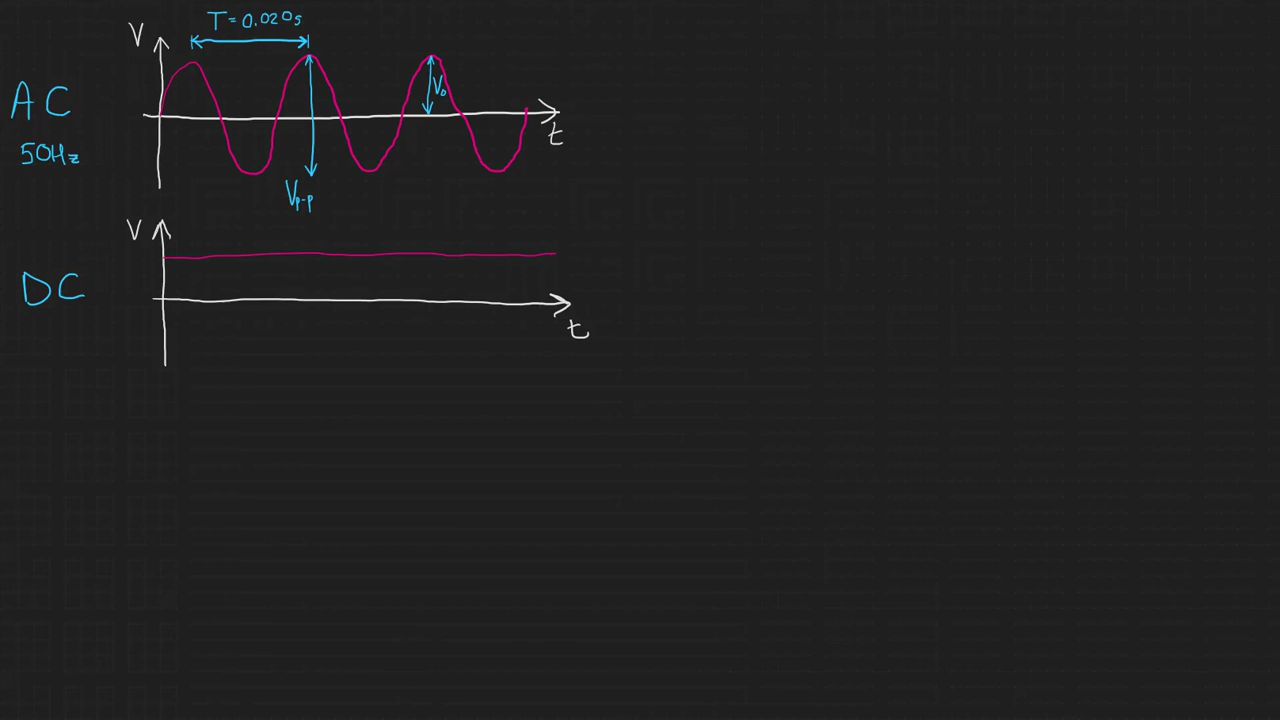 T = 0.020s
V
AC
V₀
t
50Hz
Vp-p
V
DC
t